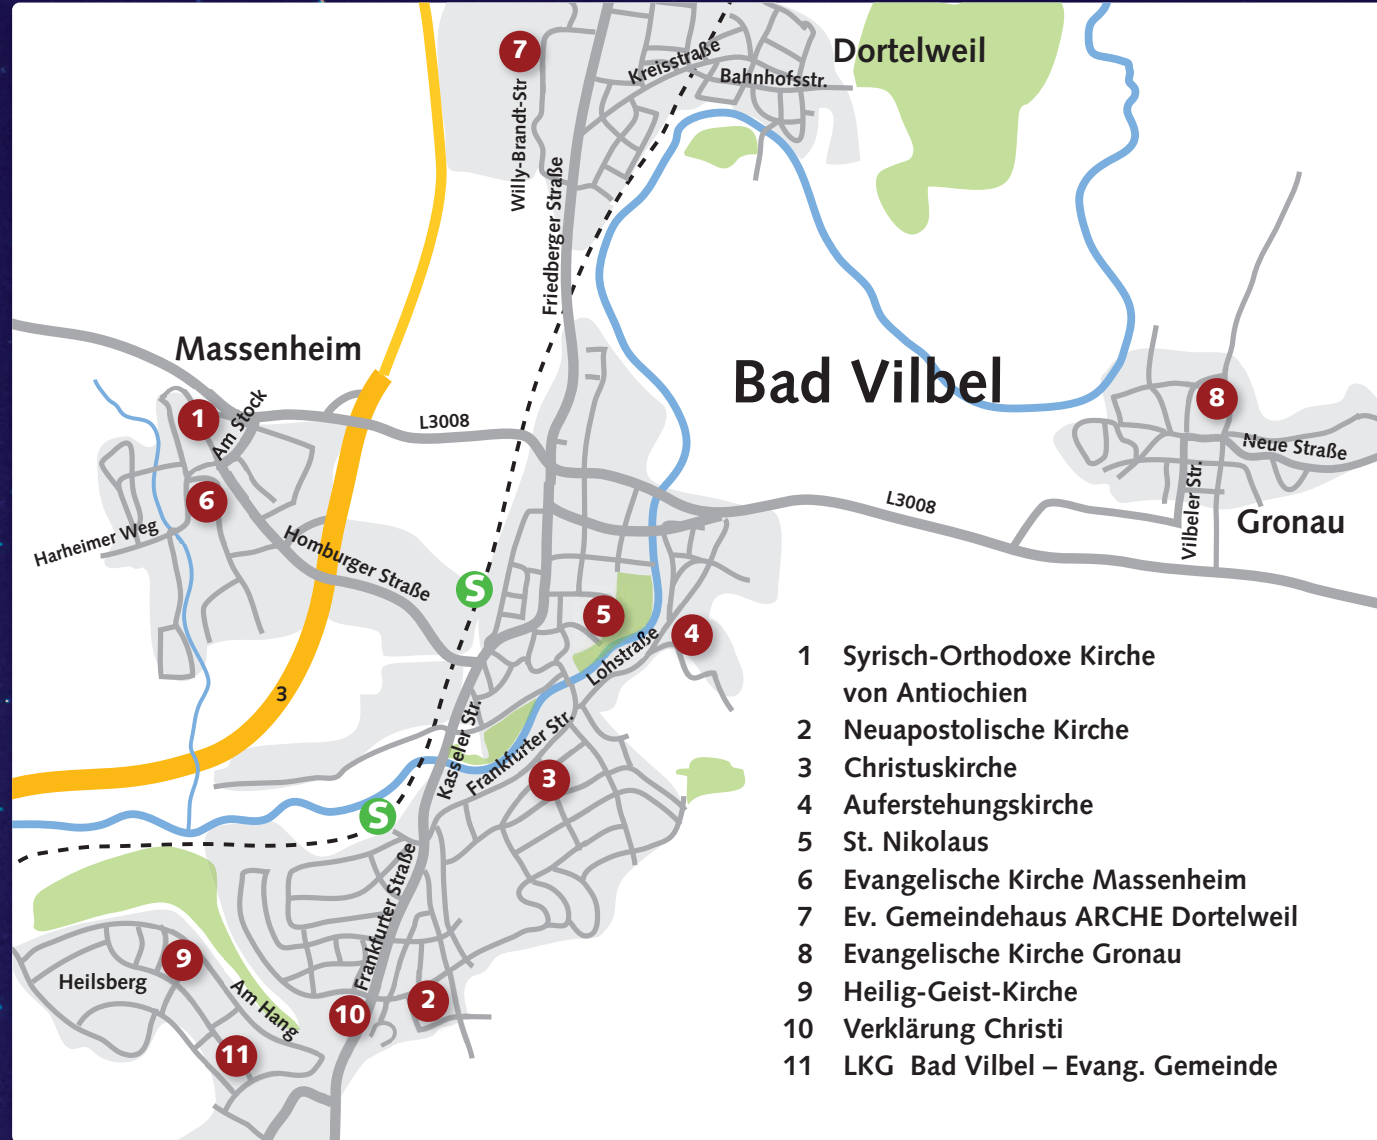 7
Dortelweil
Kreisstraße
Bahnhofsstr.
Willy-Brandt-Str
Friedberger Straße
Massenheim
Bad Vilbel
1
Am Stock
L3008
8
Neue Straße
6
L3008
Vilbeler Str.
Gronau
Harheimer Weg
Homburger Straße
S
5
4
Lohstraße
3
Kasseler Str.
Frankfurter Str.
3
S
Frankfurter Straße
9
Heilsberg
Am Hang
2
10
11
1 Syrisch-Orthodoxe Kirche
von Antiochien
2 Neuapostolische Kirche
3 Christuskirche
4 Auferstehungskirche
5 St. Nikolaus
6 Evangelische Kirche Massenheim
7 Ev. Gemeindehaus ARCHE Dortelweil
8 Evangelische Kirche Gronau
9 Heilig-Geist-Kirche
10 Verklärung Christi
11 LKG Bad Vilbel – Evang. Gemeinde